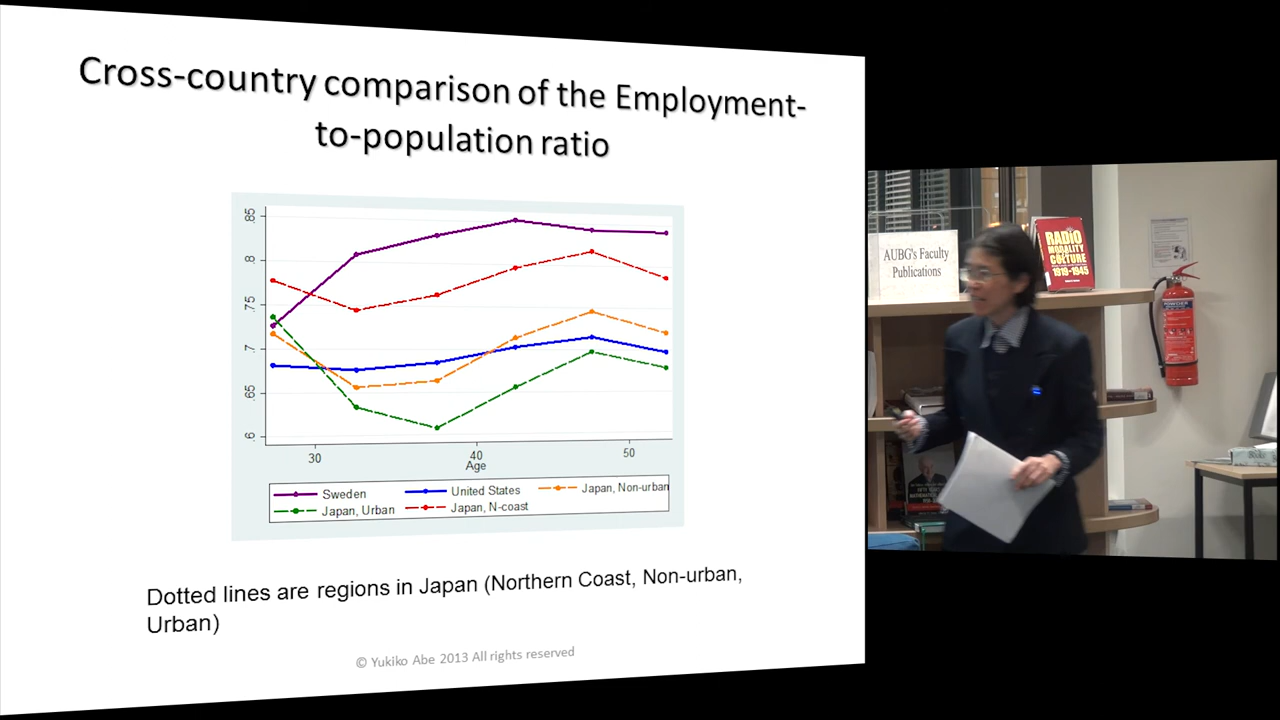 Cross-country comparison of the Employment-
to-population ratio
.85
.8
.75
.7
.65
.6
30
40
50
Age
Sweden
United States
Japan, Non-urban
Japan, Urban
Japan, N-coast
Dotted lines are regions in Japan (Northern Coast, Non-urban,
Urban)
© Yukiko Abe 2013 All rights reserved
AUBG's Faculty
Publications
RADIO
MORALITY
CULTURE
1919-1945
POWDER